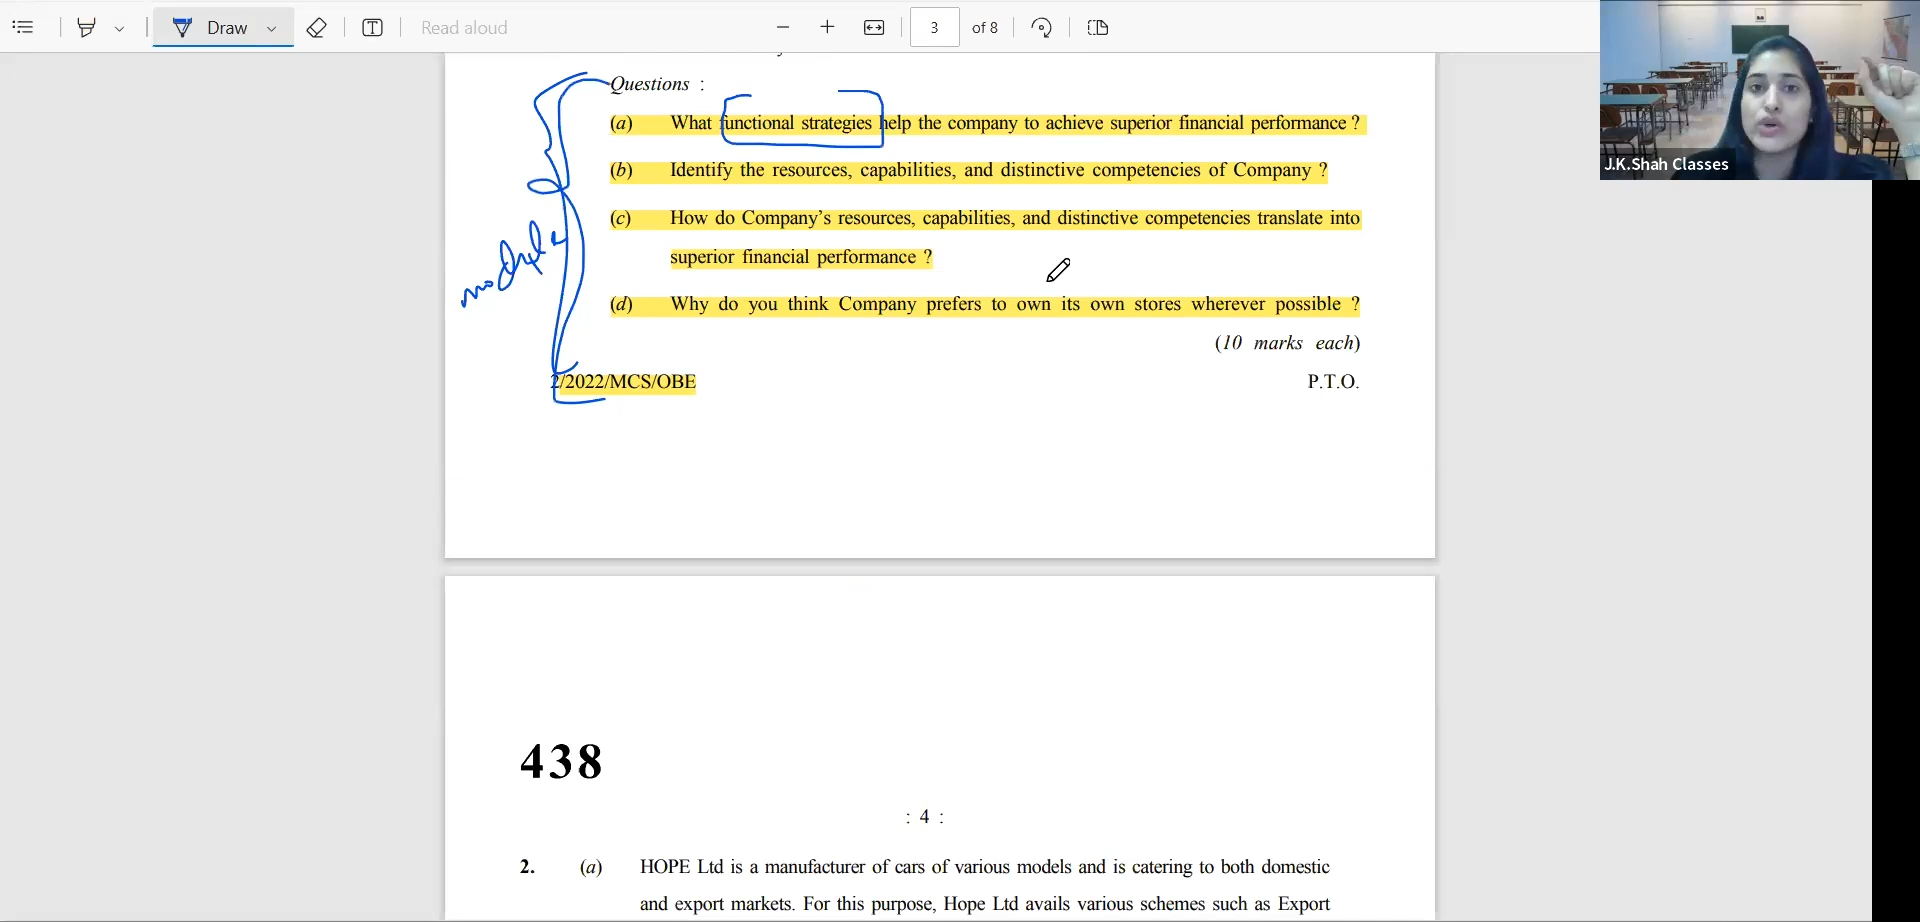 Draw
Read aloud
3 of 8
J.K.Shah Classes
Questions :
(a) What functional strategies help the company to achieve superior financial performance ?
(b) Identify the resources, capabilities, and distinctive competencies of Company ?
(c) How do Company's resources, capabilities, and distinctive competencies translate into
superior financial performance ?
(d) Why do you think Company prefers to own its own stores wherever possible ?
(10 marks each)
2/2022/MCS/OBE P.T.O.
438
: 4 :
2. (a) HOPE Ltd is a manufacturer of cars of various models and is catering to both domestic
and export markets. For this purpose, Hope Ltd avails various schemes such as Export